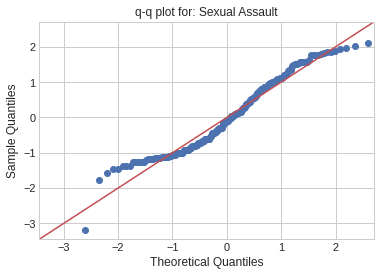 q-q plot for: Sexual Assault
2
1
0
−1
−2
−3
Sample Quantiles
−3 −2 −1 0 1 2
Theoretical Quantiles